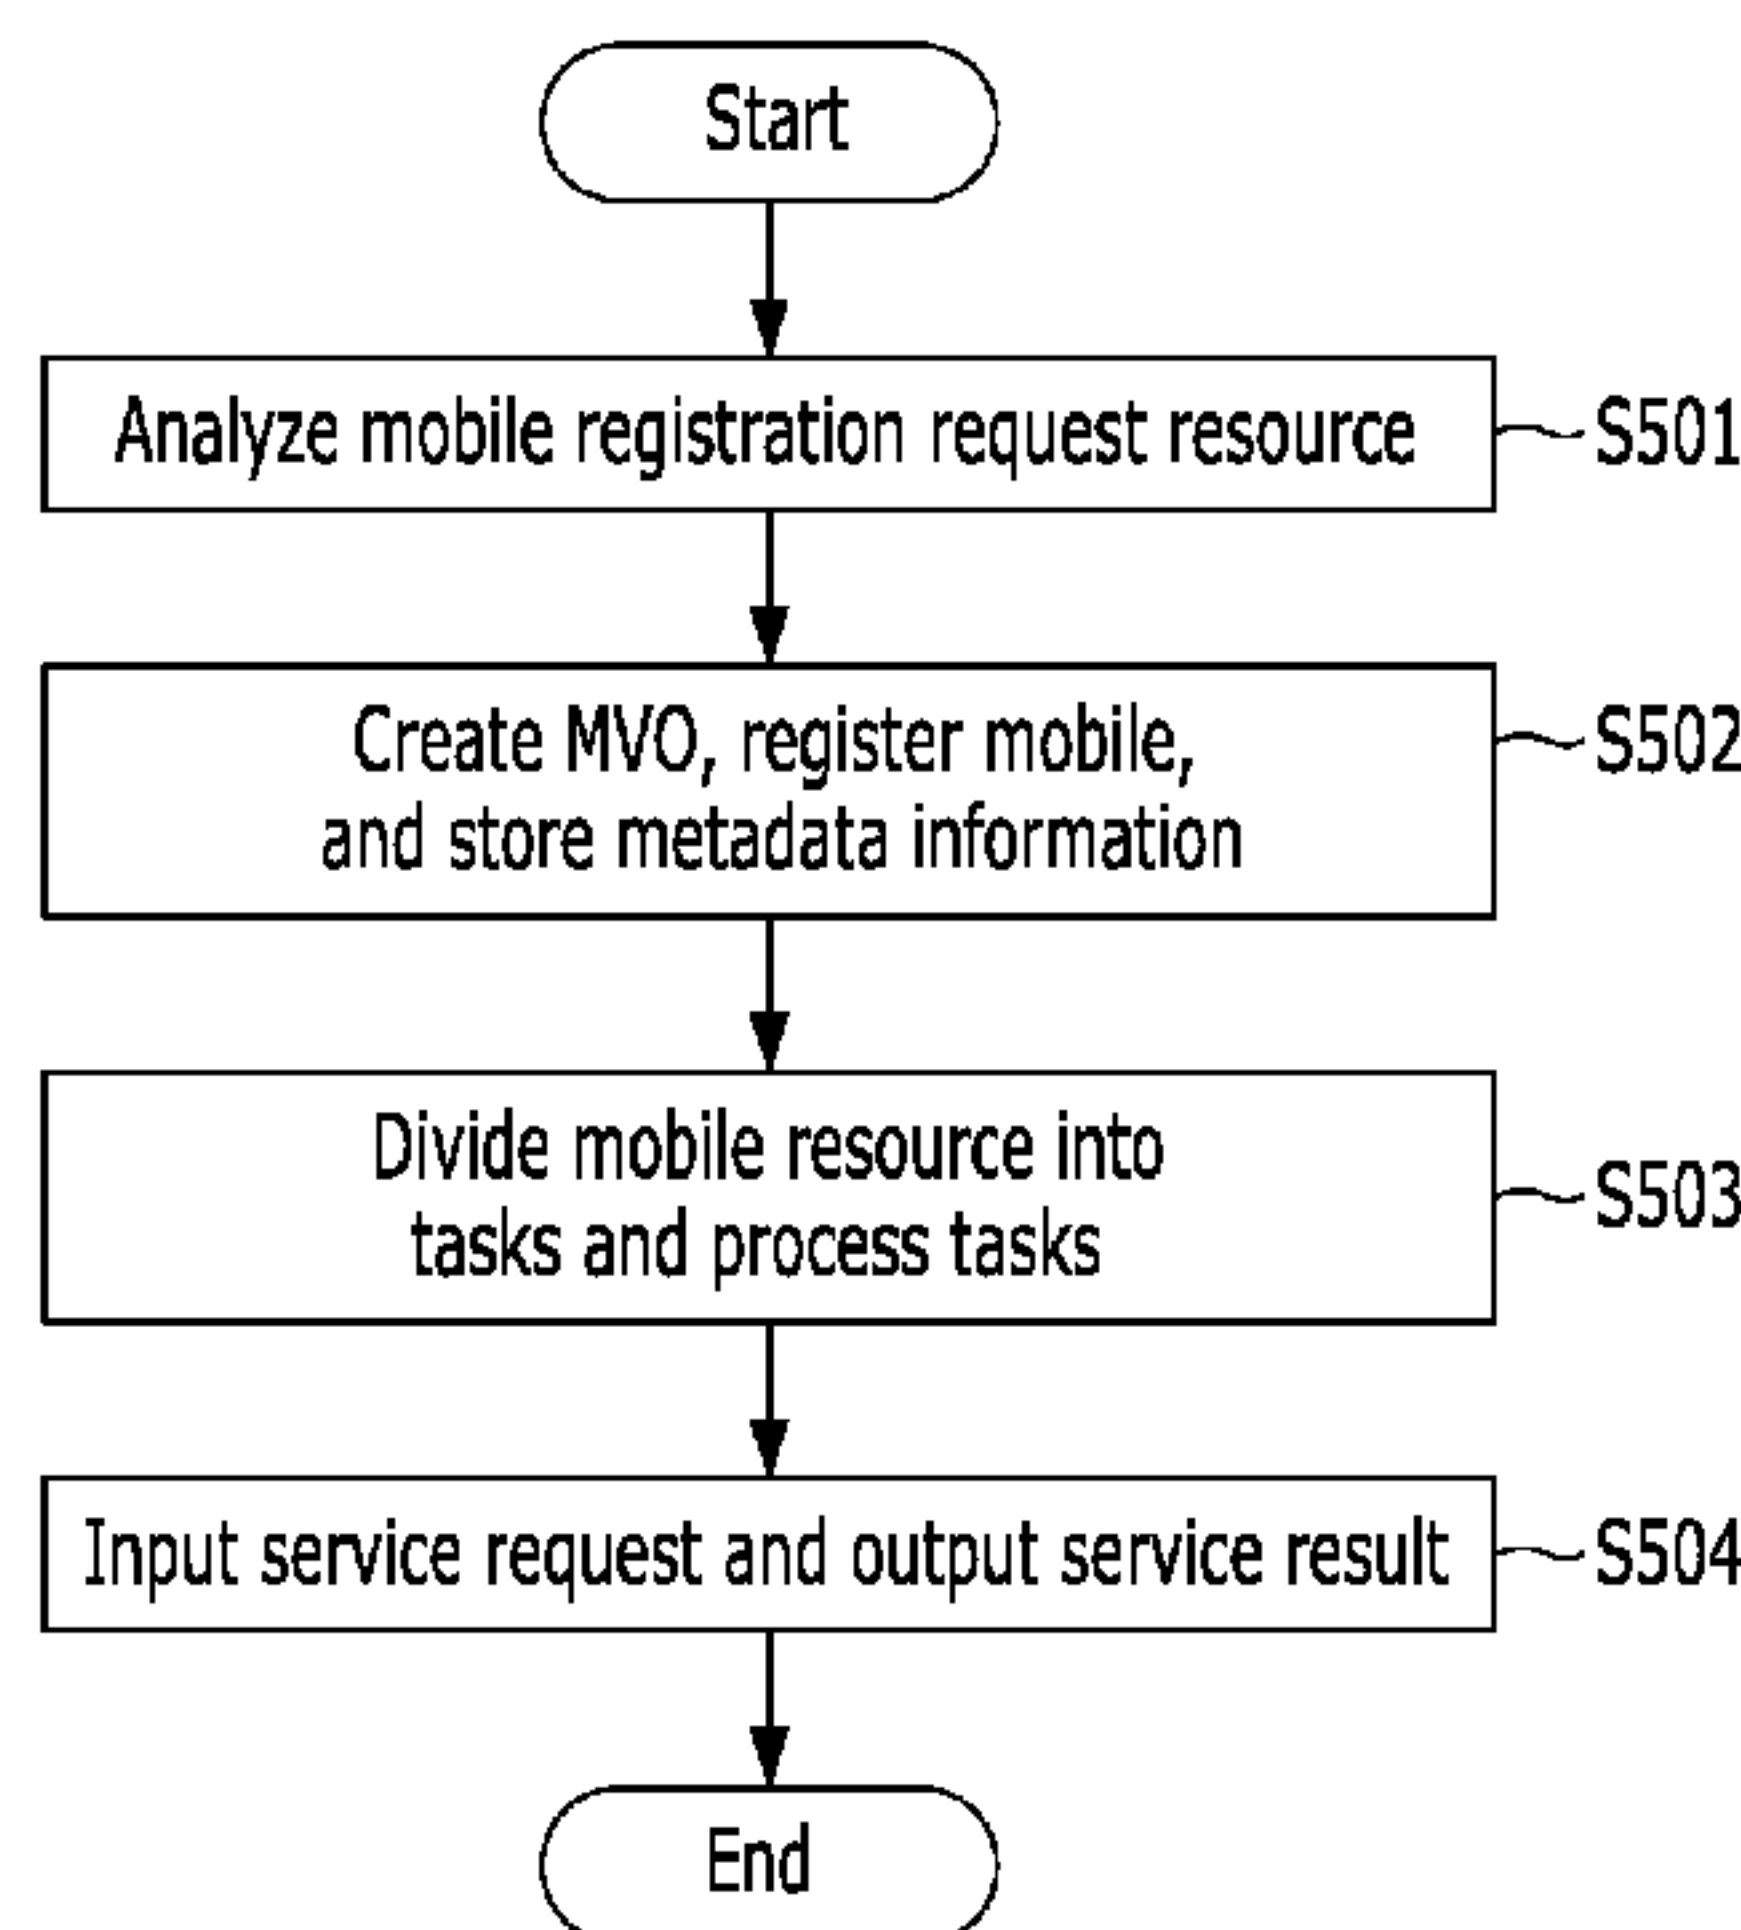 Start
Analyze mobile registration request resource
S501
Create MVO, register mobile,
and store metadata information
S502
Divide mobile resource into
tasks and process tasks
S503
Input service request and output service result
S504
End